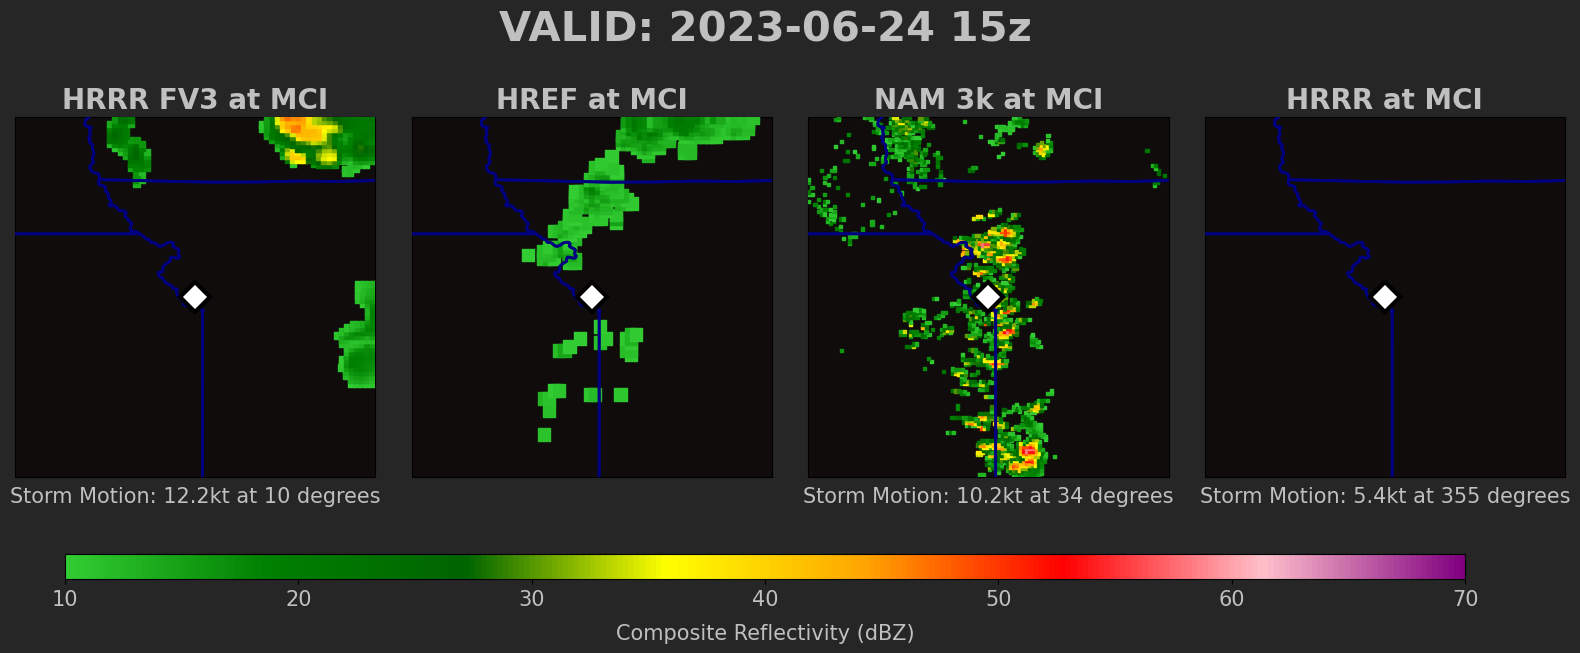 VALID: 2023-06-24 15z
HRRR FV3 at MCI
HREF at MCI
NAM 3k at MCI
HRRR at MCI
Storm Motion: 12.2kt at 10 degrees
Storm Motion: 10.2kt at 34 degrees
Storm Motion: 5.4kt at 355 degrees
10 20 30 40 50 60 70
Composite Reflectivity (dBZ)